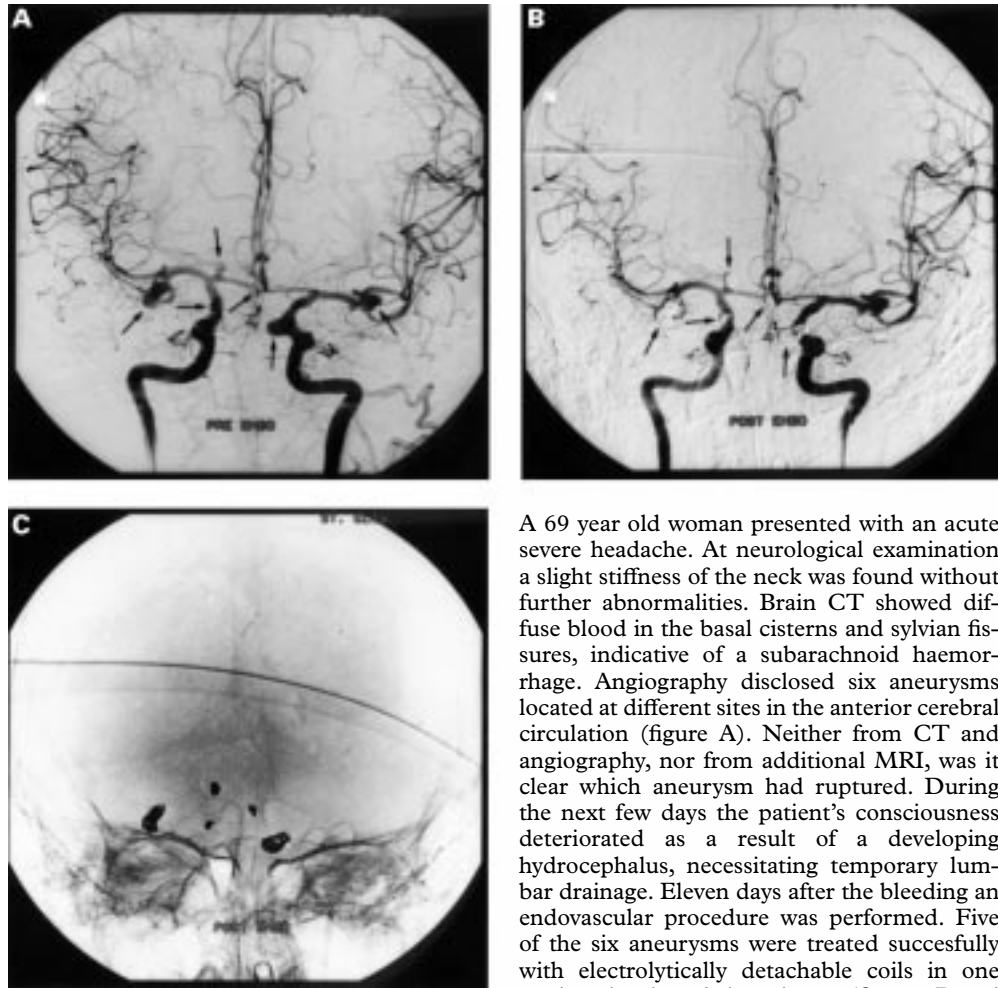 A
B
PRE EMBO
POST EMBO
C
A 69 year old woman presented with an acute
severe headache. At neurological examination
a slight stiffness of the neck was found without
further abnormalities. Brain CT showed dif-
fuse blood in the basal cisterns and sylvian fis-
sures, indicative of a subarachnoid haemor-
rhage. Angiography disclosed six aneurysms
located at different sites in the anterior cerebral
circulation (figure A). Neither from CT and
angiography, nor from additional MRI, was it
clear which aneurysm had ruptured. During
the next few days the patient's consciousness
deteriorated as a result of a developing
hydrocephalus, necessitating temporary lum-
bar drainage. Eleven days after the bleeding an
endovascular procedure was performed. Five
of the six aneurysms were treated succesfully
with electrolytically detachable coils in one